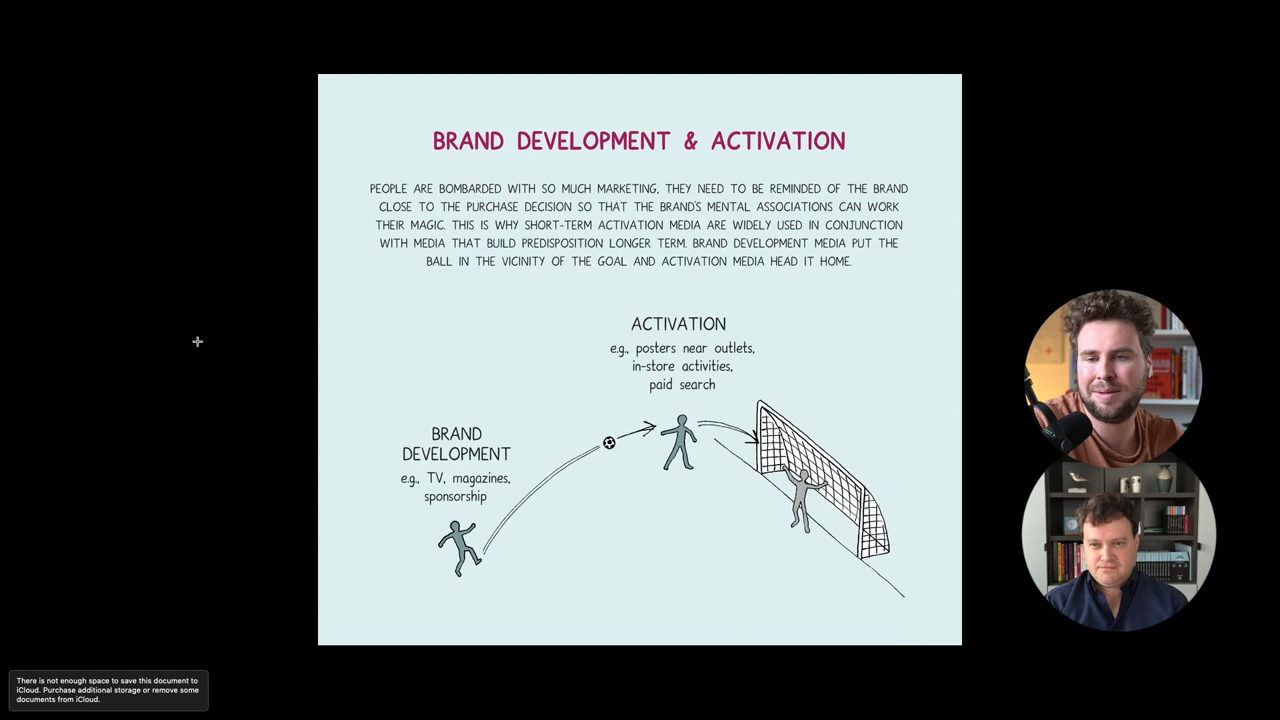 BRAND DEVELOPMENT & ACTIVATION
PEOPLE ARE BOMBARDED WITH SO MUCH MARKETING, THEY NEED TO BE REMINDED OF THE BRAND
CLOSE TO THE PURCHASE DECISION SO THAT THE BRAND'S MENTAL ASSOCIATIONS CAN WORK
THEIR MAGIC. THIS IS WHY SHORT-TERM ACTIVATION MEDIA ARE WIDELY USED IN CONJUNCTION
WITH MEDIA THAT BUILD PREDISPOSITION LONGER TERM. BRAND DEVELOPMENT MEDIA PUT THE
BALL IN THE VICINITY OF THE GOAL AND ACTIVATION MEDIA HEAD IT HOME.
ACTIVATION
e.g., posters near outlets,
in-store activities,
paid search
BRAND
DEVELOPMENT
e.g., TV, magazines,
sponsorship
There is not enough space to save this document to
iCloud. Purchase additional storage or remove some
documents from iCloud.